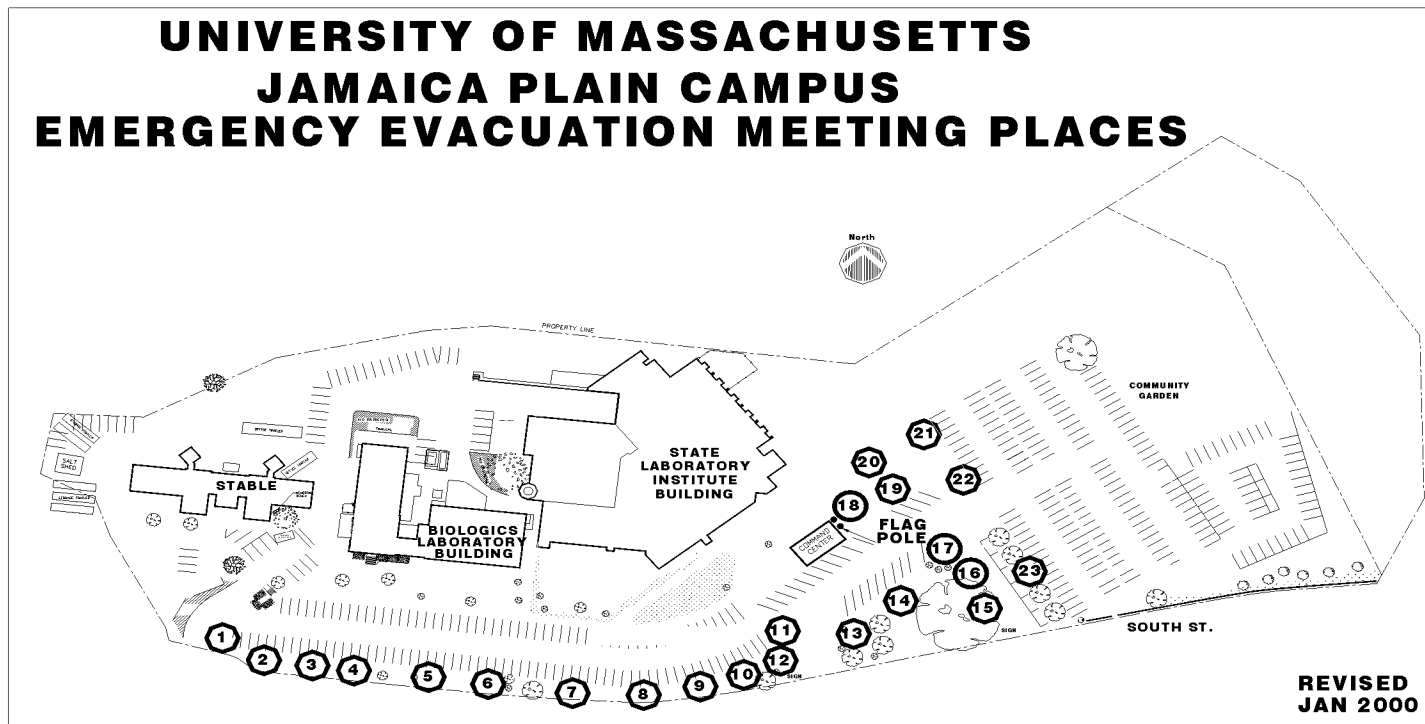 UNIVERSITY OF MASSACHUSETTS
JAMAICA PLAIN CAMPUS
EMERGENCY EVACUATION MEETING PLACES
North
PROPERTY LINE
COMMUNITY
GARDEN
SALT
SHED
STABLE
STATE
LABORATORY
INSTITUTE
BUILDING
BIOLOGICS
LABORATORY
BUILDING
NO PARKING
COMMAND
CENTER
FLAG
POLE
21
20
19
22
18
17
16
23
15
14
13
11
12
SIGN
SIGN
1
2
3
4
5
6
7
8
9
10
SOUTH ST.
REVISED
JAN 2000